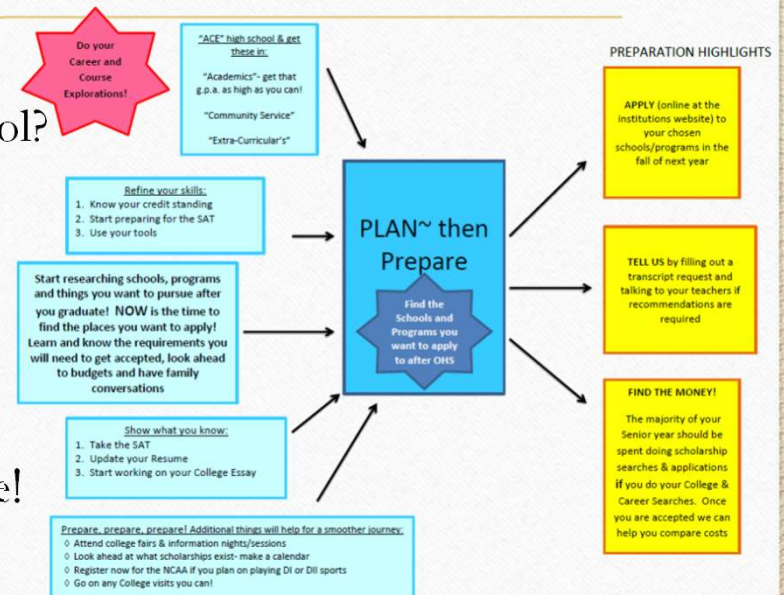 Do your
Career and
Course
Explorations!
ol?
e!
"ACE" high school & get
these in:
"Academics"- get that
g.p.a. as high as you can!
"Community Service"
"Extra-Curricular's"
Refine your skills:
1. Know your credit standing
2. Start preparing for the SAT
3. Use your tools
Start researching schools, programs
and things you want to pursue after
you graduate! NOW is the time to
find the places you want to apply!
Learn and know the requirements you
will need to get accepted, look ahead
to budgets and have family
conversations
Show what you know:
1. Take the SAT
2. Update your Resume
3. Start working on your College Essay
Prepare, prepare, prepare! Additional things will help for a smoother journey:
◊ Attend college fairs & information nights/sessions
◊ Look ahead at what scholarships exist- make a calendar
◊ Register now for the NCAA if you plan on playing DI or DII sports
◊ Go on any College visits you can!
PLAN~ then
Prepare
Find the
Schools and
Programs you
want to apply
to after OHS
PREPARATION HIGHLIGHTS
APPLY (online at the
institutions website) to
your chosen
schools/programs in the
fall of next year
TELL US by filling out a
transcript request and
talking to your teachers if
recommendations are
required
FIND THE MONEY!
The majority of your
Senior year should be
spent doing scholarship
searches & applications
if you do your College &
Career Searches. Once
you are accepted we can
help you compare costs